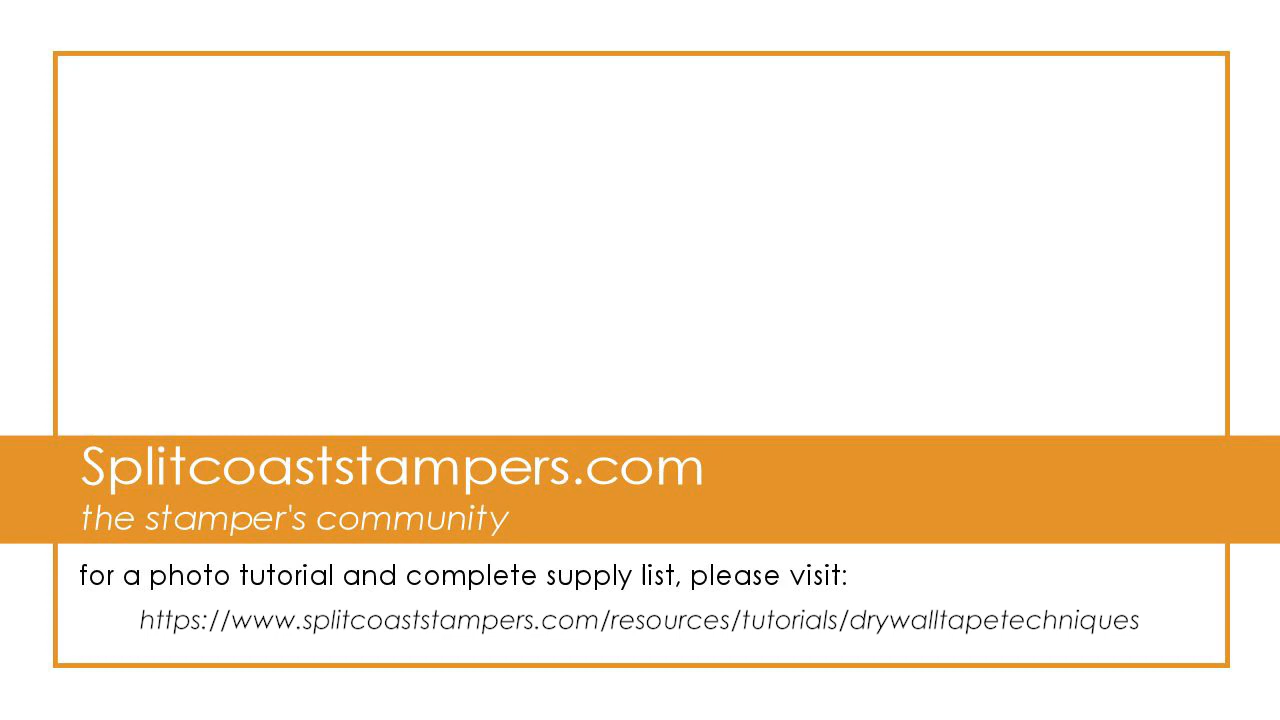 Splitcoaststampers.com
the stamper's community
for a photo tutorial and complete supply list, please visit:
https://www.splitcoaststampers.com/resources/tutorials/drywalltapetechniques